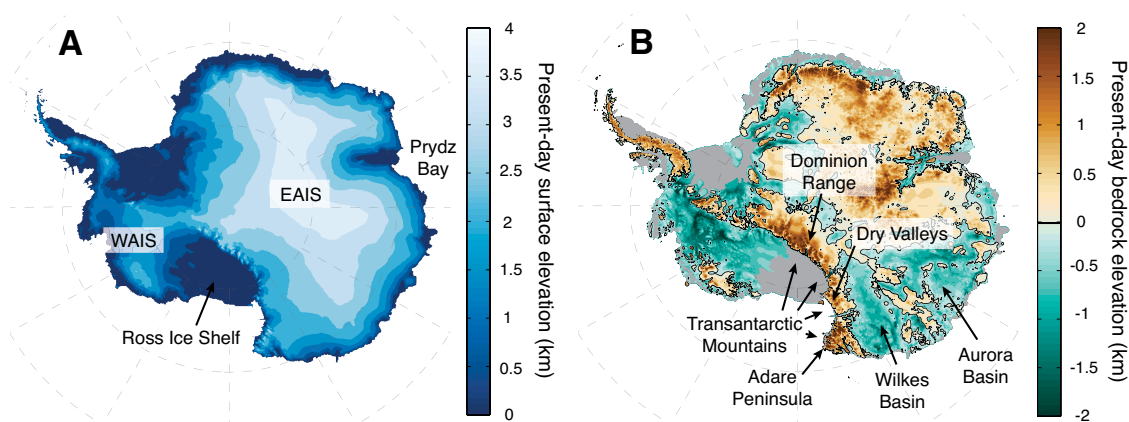 A
EAIS
WAIS
Prydz
Bay
Ross Ice Shelf
4
3.5
3
2.5
2
1.5
1
0.5
0
Present-day surface elevation (km)
B
Dominion
Range
Dry Valleys
Transantarctic
Mountains
Adare
Peninsula
Wilkes
Basin
Aurora
Basin
2
1.5
1
0.5
0
-0.5
-1
-1.5
-2
Present-day bedrock elevation (km)